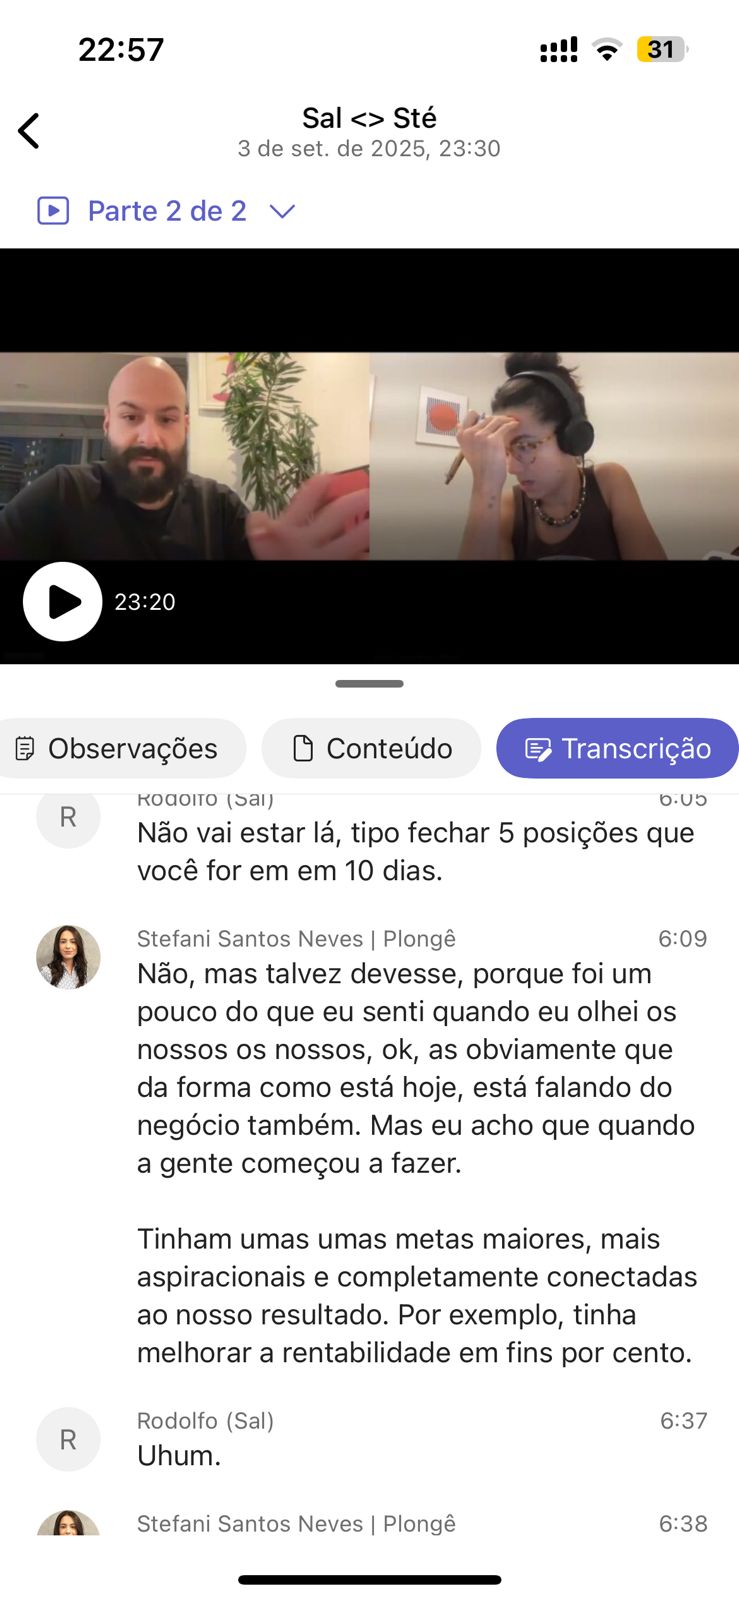 22:57
31
Sal <> Sté
3 de set. de 2025, 23:30
Parte 2 de 2
23:20
Observações
Conteúdo
Transcrição
Rodolfo (Sal)
6:05
Não vai estar lá, tipo fechar 5 posições que
você for em em 10 dias.
Stefani Santos Neves | Plongê
6:09
Não, mas talvez devesse, porque foi um
pouco do que eu senti quando eu olhei os
nossos os nossos, ok, as obviamente que
da forma como está hoje, está falando do
negócio também. Mas eu acho que quando
a gente começou a fazer.
Tinham umas umas metas maiores, mais
aspiracionais e completamente conectadas
ao nosso resultado. Por exemplo, tinha
melhorar a rentabilidade em fins por cento.
R
Rodolfo (Sal)
6:37
Uhum.
R
Stefani Santos Neves | Plongê
6:38